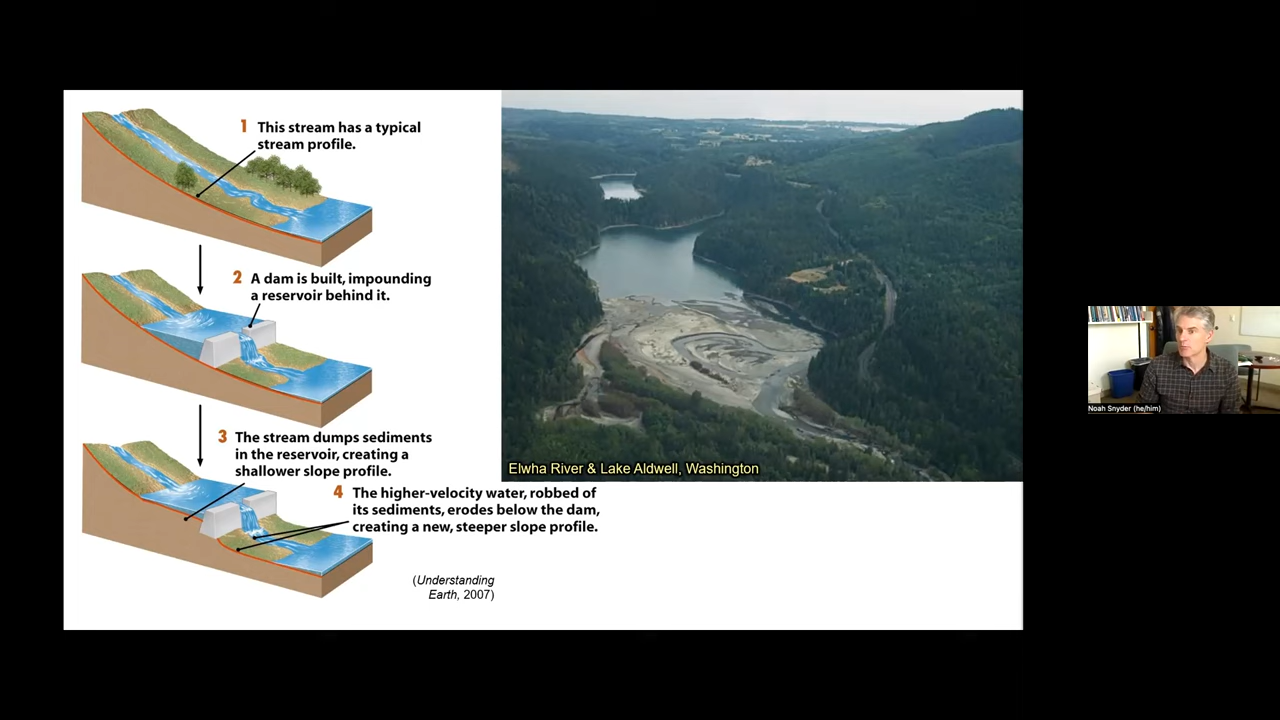 1 This stream has a typical
stream profile.
2 A dam is built, impounding
a reservoir behind it.
3 The stream dumps sediments
in the reservoir, creating a
shallower slope profile.
4 The higher-velocity water, robbed of
its sediments, erodes below the dam,
creating a new, steeper slope profile.
(Understanding
Earth, 2007)
Elwha River & Lake Aldwell, Washington
Noah Snyder (he/him)